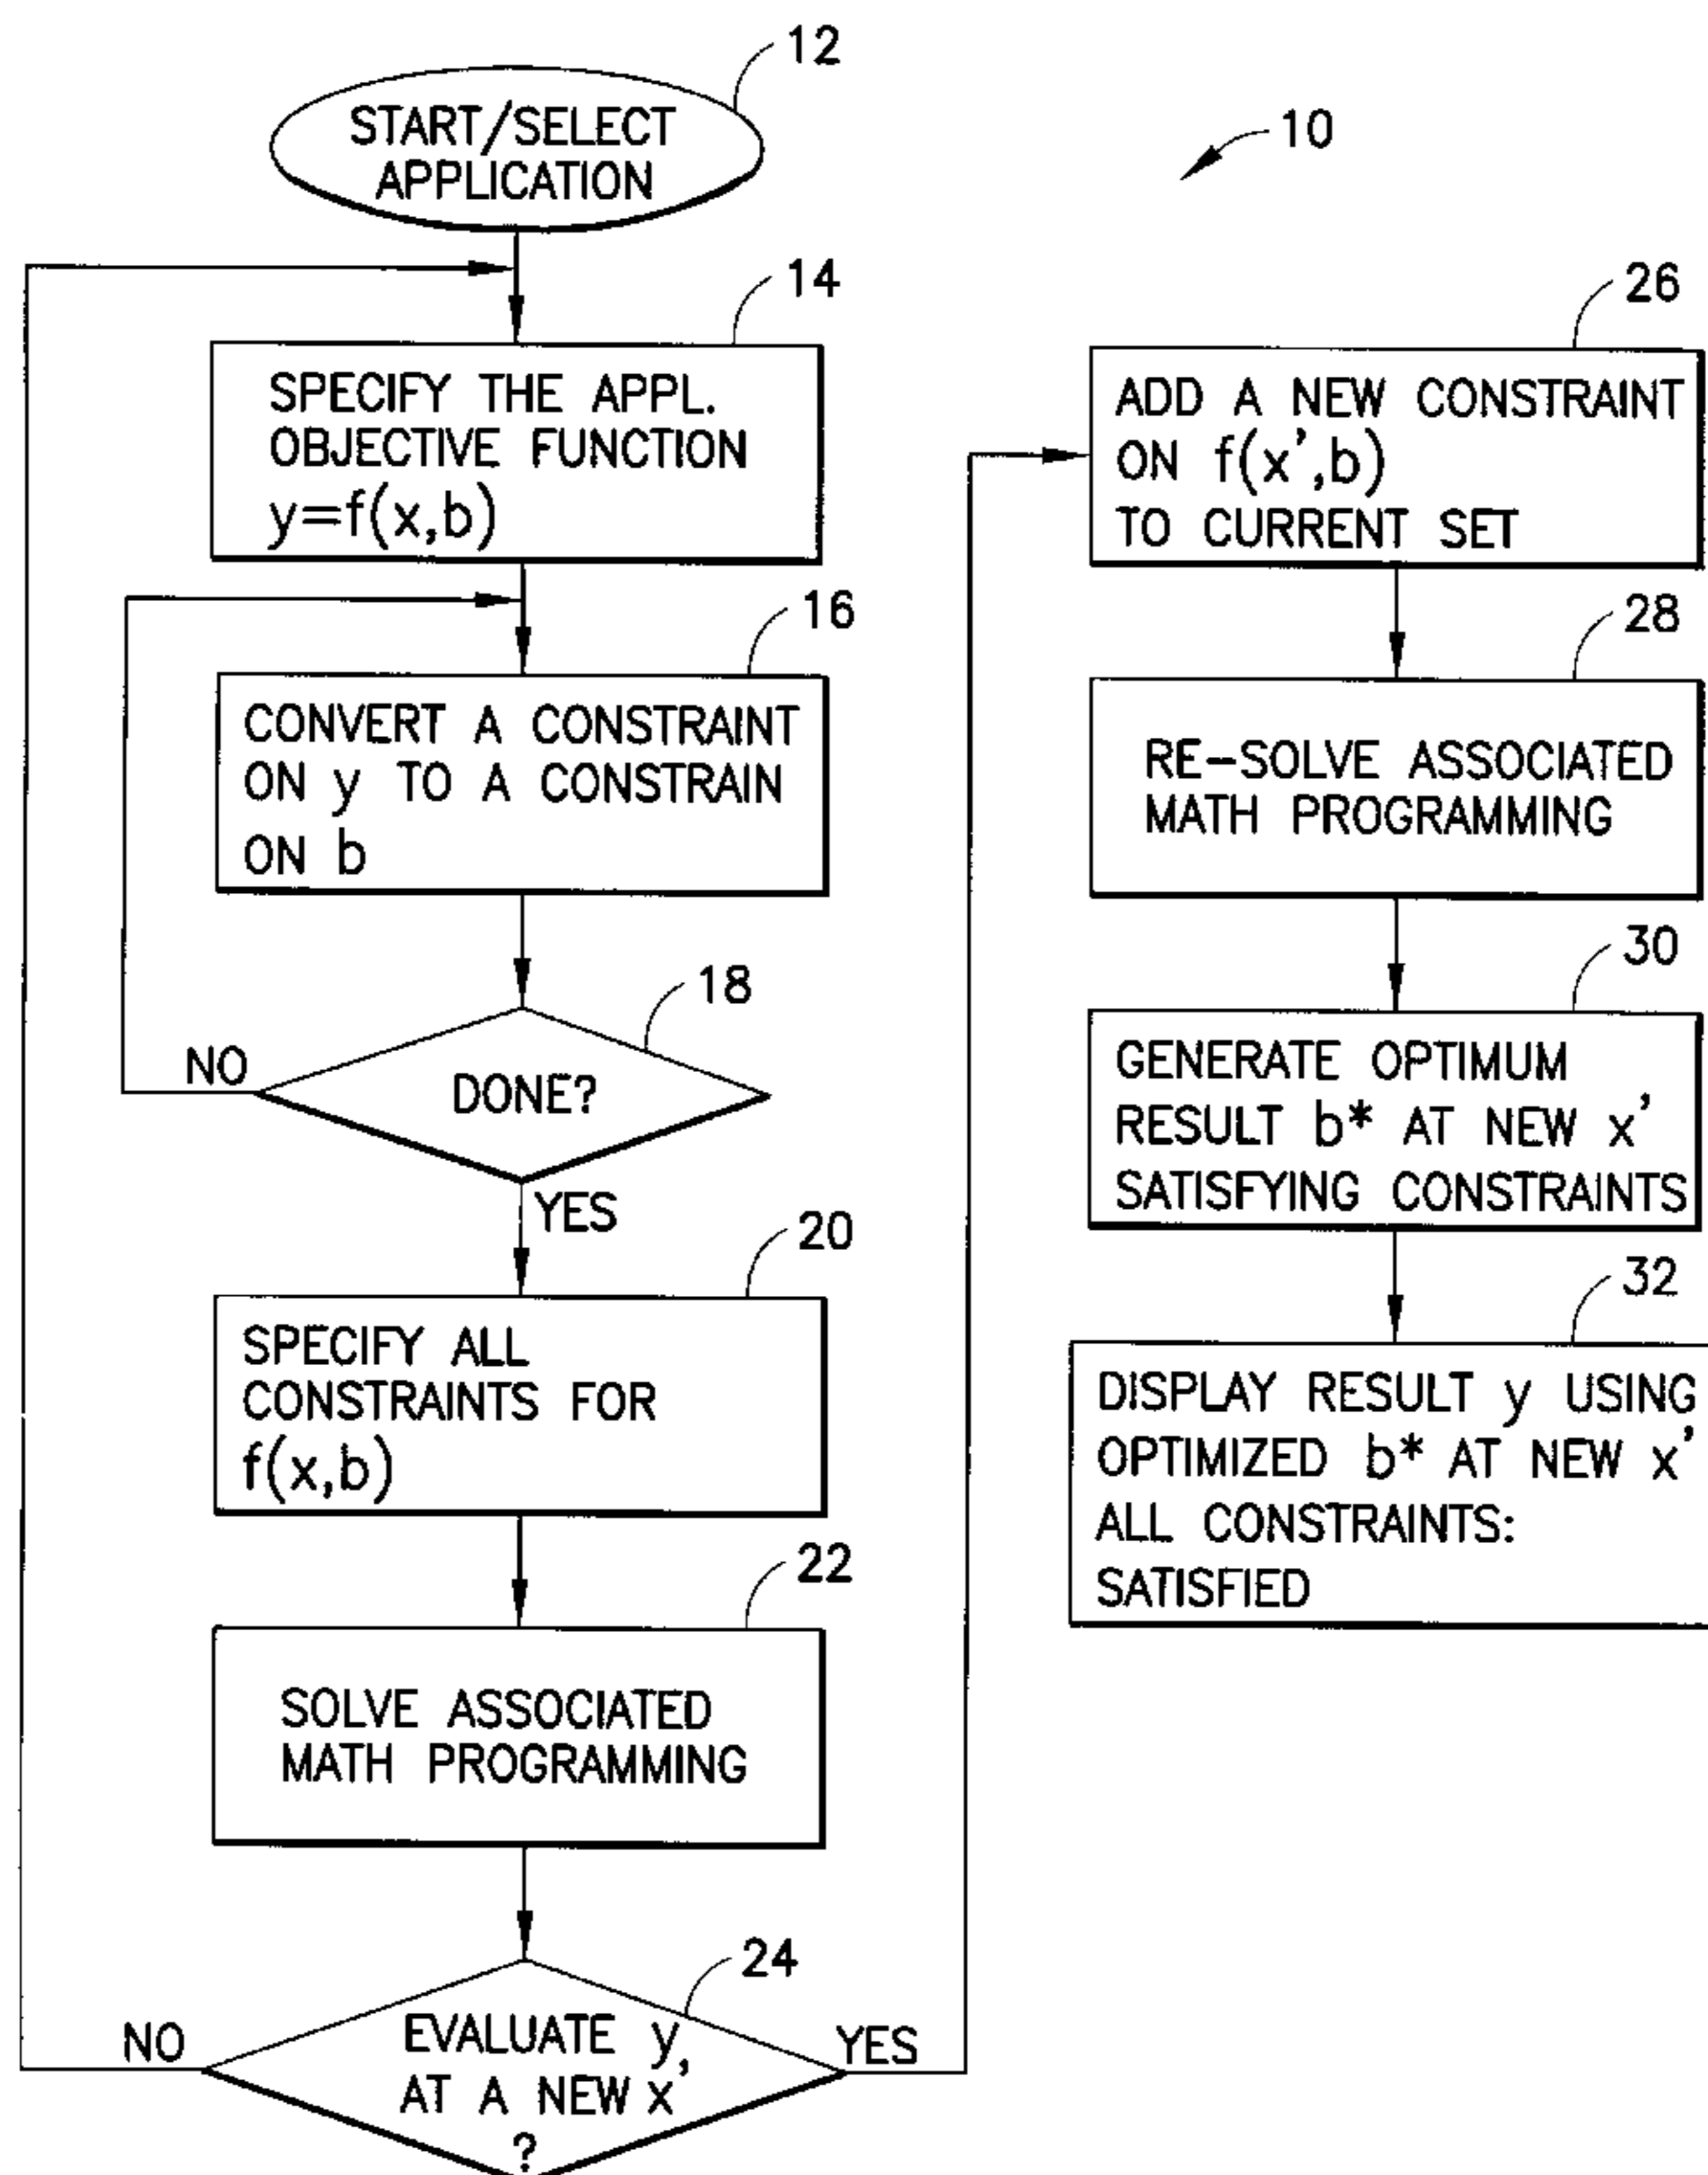 12
START/SELECT
APPLICATION
10
14
SPECIFY THE APPL.
OBJECTIVE FUNCTION
y=f(x,b)
16
CONVERT A CONSTRAINT
ON y TO A CONSTRAIN
ON b
18
DONE?
NO
YES
20
SPECIFY ALL
CONSTRAINTS FOR
f(x,b)
22
SOLVE ASSOCIATED
MATH PROGRAMMING
24
EVALUATE y,
AT A NEW x'
?
NO
YES
26
ADD A NEW CONSTRAINT
ON f(x',b)
TO CURRENT SET
28
RE-SOLVE ASSOCIATED
MATH PROGRAMMING
30
GENERATE OPTIMUM
RESULT b* AT NEW x'
SATISFYING CONSTRAINTS
32
DISPLAY RESULT y USING
OPTIMIZED b* AT NEW x'
ALL CONSTRAINTS:
SATISFIED